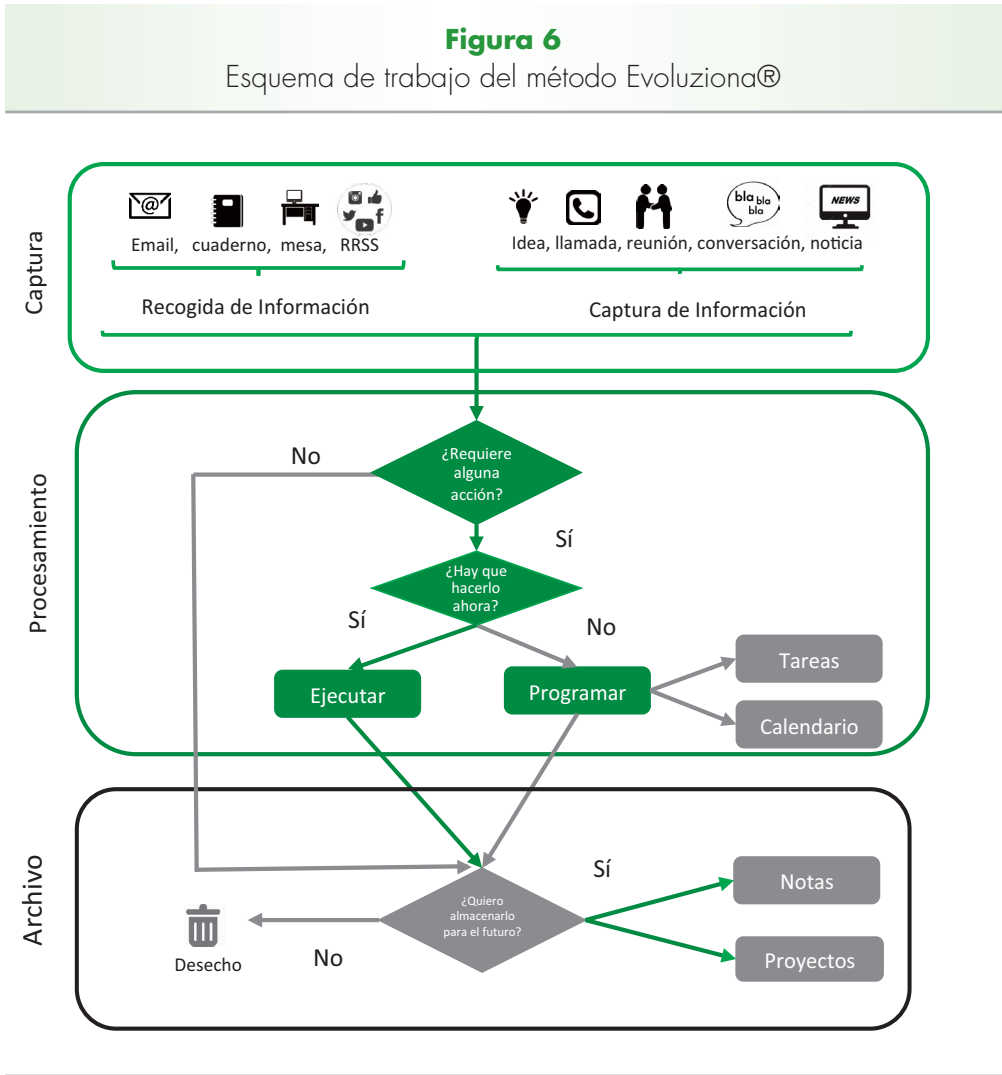 Figura 6
Esquema de trabajo del método Evoluziona®
Captura
@
bla bla
bla
NEWS
Email, cuaderno, mesa, RRSS
Idea, llamada, reunión, conversación, noticia
Recogida de Información
Captura de Información
Procesamiento
No
¿Requiere
alguna
acción?
Sí
¿Hay que
hacerlo
ahora?
Sí
No
Ejecutar
Programar
Tareas
Calendario
Archivo
¿Quiero
almacenarlo
para el futuro?
Sí
Notas
Proyectos
No
Desecho